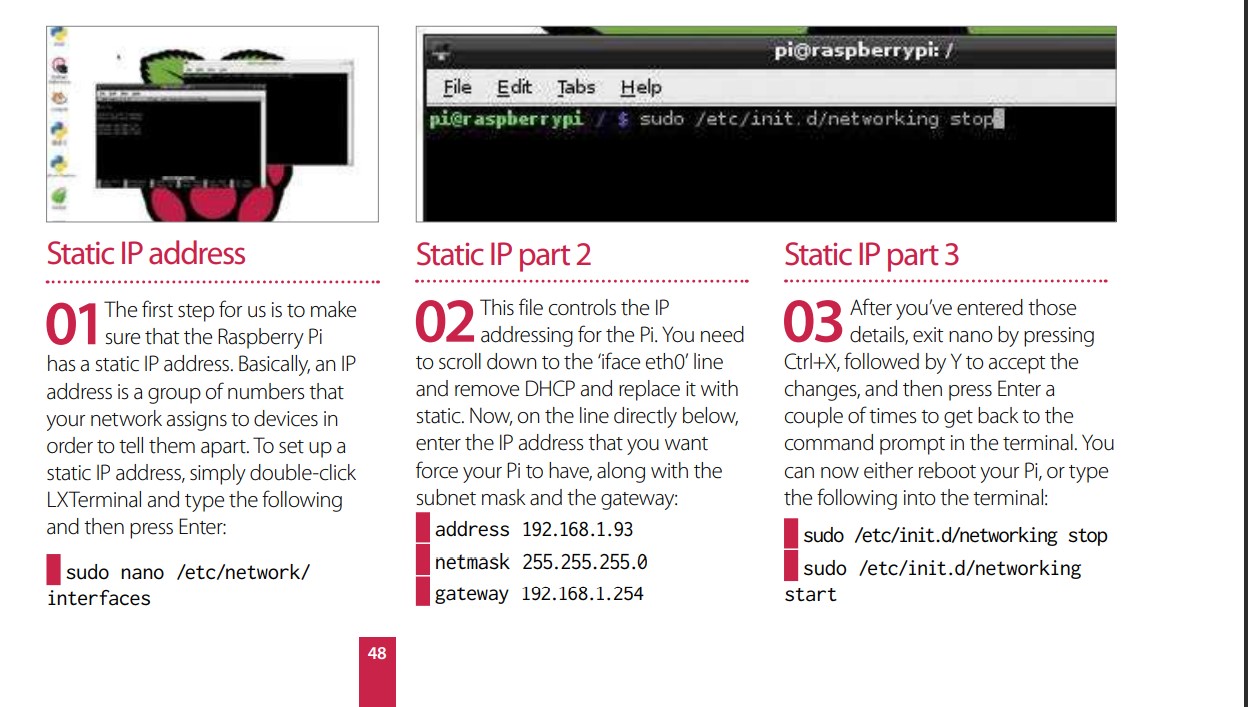 pi@raspberrypi: /
File Edit Tabs Help
pi@raspberrypi / $ sudo /etc/init.d/networking stop
Static IP address
01 The first step for us is to make
sure that the Raspberry Pi
has a static IP address. Basically, an IP
address is a group of numbers that
your network assigns to devices in
order to tell them apart. To set up a
static IP address, simply double-click
LXTerminal and type the following
and then press Enter:
sudo nano /etc/network/
interfaces
Static IP part 2
02 This file controls the IP
addressing for the Pi. You need
to scroll down to the ‘iface eth0’ line
and remove DHCP and replace it with
static. Now, on the line directly below,
enter the IP address that you want
force your Pi to have, along with the
subnet mask and the gateway:
address 192.168.1.93
netmask 255.255.255.0
gateway 192.168.1.254
Static IP part 3
03 After you’ve entered those
details, exit nano by pressing
Ctrl+X, followed by Y to accept the
changes, and then press Enter a
couple of times to get back to the
command prompt in the terminal. You
can now either reboot your Pi, or type
the following into the terminal:
sudo /etc/init.d/networking stop
sudo /etc/init.d/networking
start
48